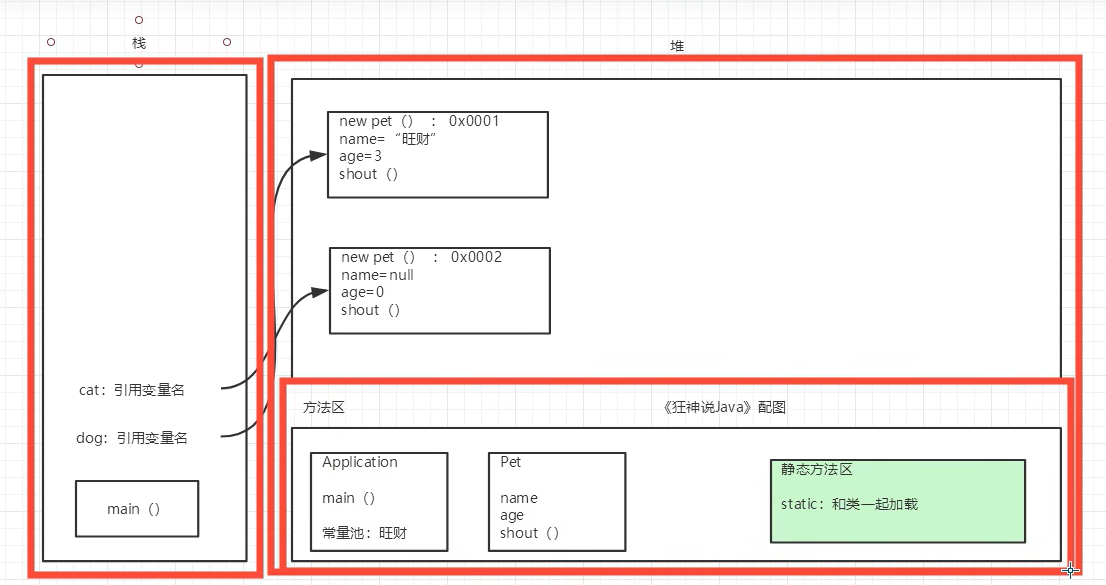 栈
堆
new pet（） ： 0x0001
name= “旺财”
age=3
shout（）
new pet（） ： 0x0002
name=null
age=0
shout（）
cat：引用变量名
dog：引用变量名
main（）
方法区
《狂神说Java》配图
Application
main（）
常量池：旺财
Pet
name
age
shout（）
静态方法区
static：和类一起加载